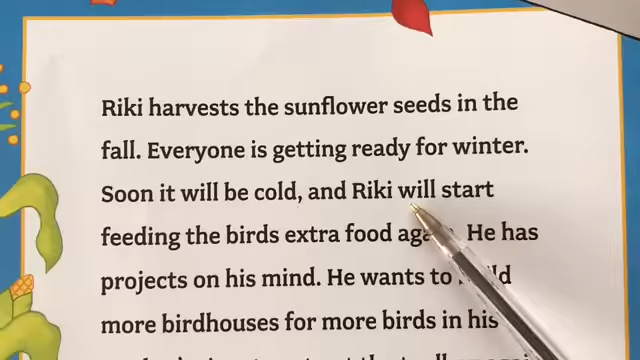 Riki harvests the sunflower seeds in the
fall. Everyone is getting ready for winter.
Soon it will be cold, and Riki will start
feeding the birds extra food He has
projects on his mind. He wants to
more birdhouses for more birds in his